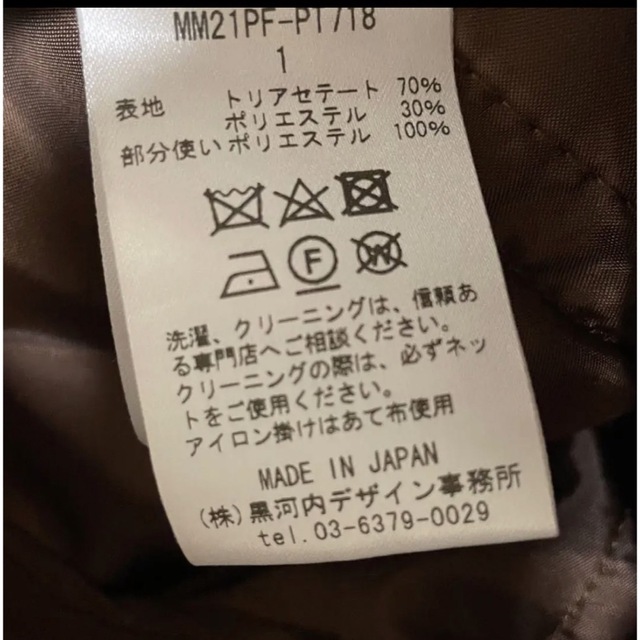 MM21PF-PT718
1
表地 トリアセテート 70%
ポリエステル 30%
部分使い ポリエステル 100%
F
W
洗濯、クリーニングは、信頼あ
る専門店へご相談ください。
クリーニングの際は、必ずネッ
トをご使用ください。
アイロン掛けはあて布使用
MADE IN JAPAN
(株)黒河内デザイン事務所
tel. 03-6379-0029